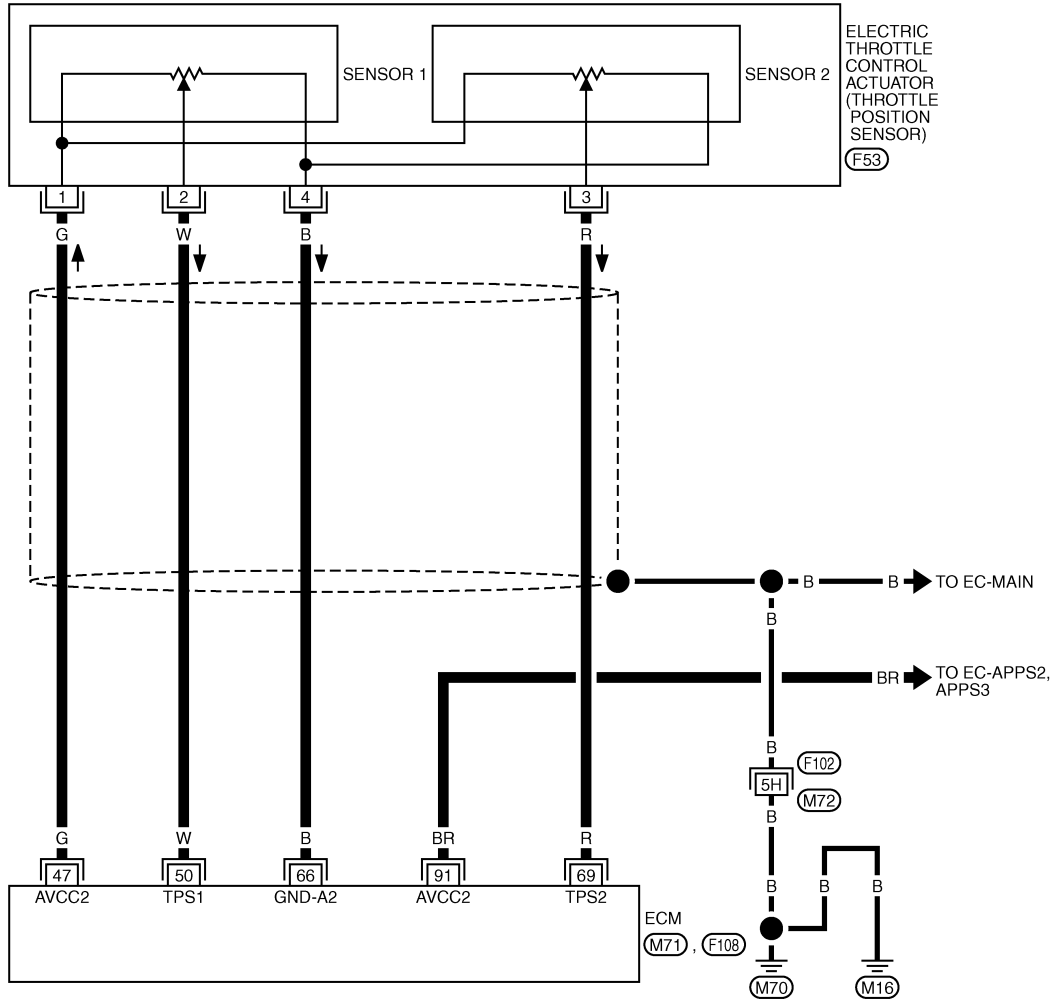 ELECTRIC
THROTTLE
CONTROL
ACTUATOR
(THROTTLE
POSITION
SENSOR)
SENSOR 1
SENSOR 2
F53
1
2
4
3
G
W
B
R
B
B
TO EC-MAIN
B
BR
TO EC-APPS2,
APPS3
B
F102
5H
M72
B
G
W
B
BR
R
47
50
66
91
69
AVCC2
TPS1
GND-A2
AVCC2
TPS2
B
B
B
ECM
M71 , F108
M70
M16